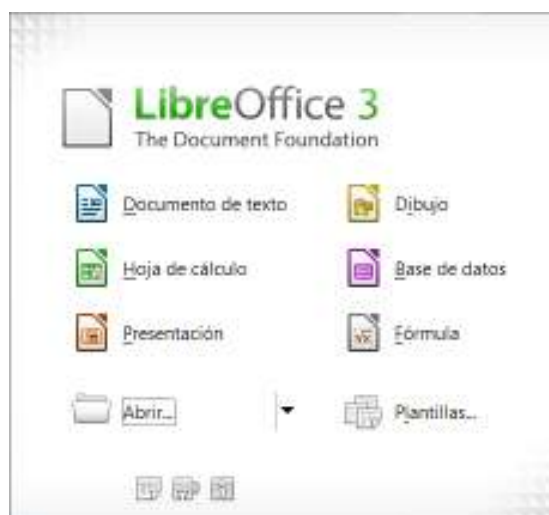 LibreOffice 3
The Document Foundation
Documento de texto
Dibujo
Hoja de cálculo
Base de datos
Presentación
Fórmula
Abrir...
Plantillas...